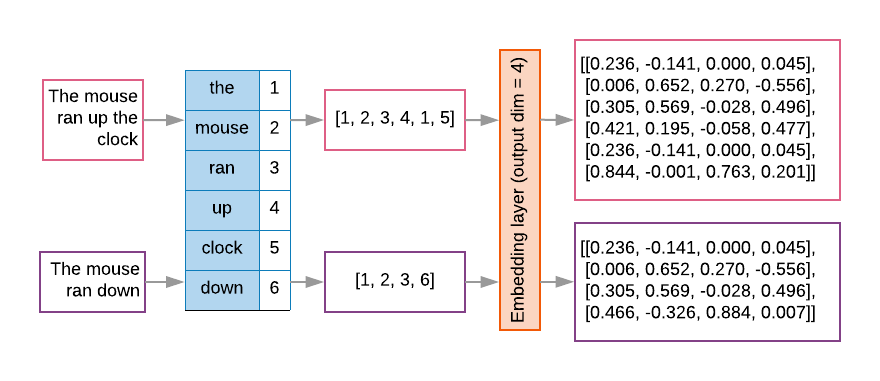 The mouse
ran up the
clock
the 1
mouse 2
ran 3
up 4
clock 5
down 6
[1, 2, 3, 4, 1, 5]
Embedding layer (output dim = 4)
[[0.236, -0.141, 0.000, 0.045],
[0.006, 0.652, 0.270, -0.556],
[0.305, 0.569, -0.028, 0.496],
[0.421, 0.195, -0.058, 0.477],
[0.236, -0.141, 0.000, 0.045],
[0.844, -0.001, 0.763, 0.201]]
The mouse
ran down
[1, 2, 3, 6]
[[0.236, -0.141, 0.000, 0.045],
[0.006, 0.652, 0.270, -0.556],
[0.305, 0.569, -0.028, 0.496],
[0.466, -0.326, 0.884, 0.007]]